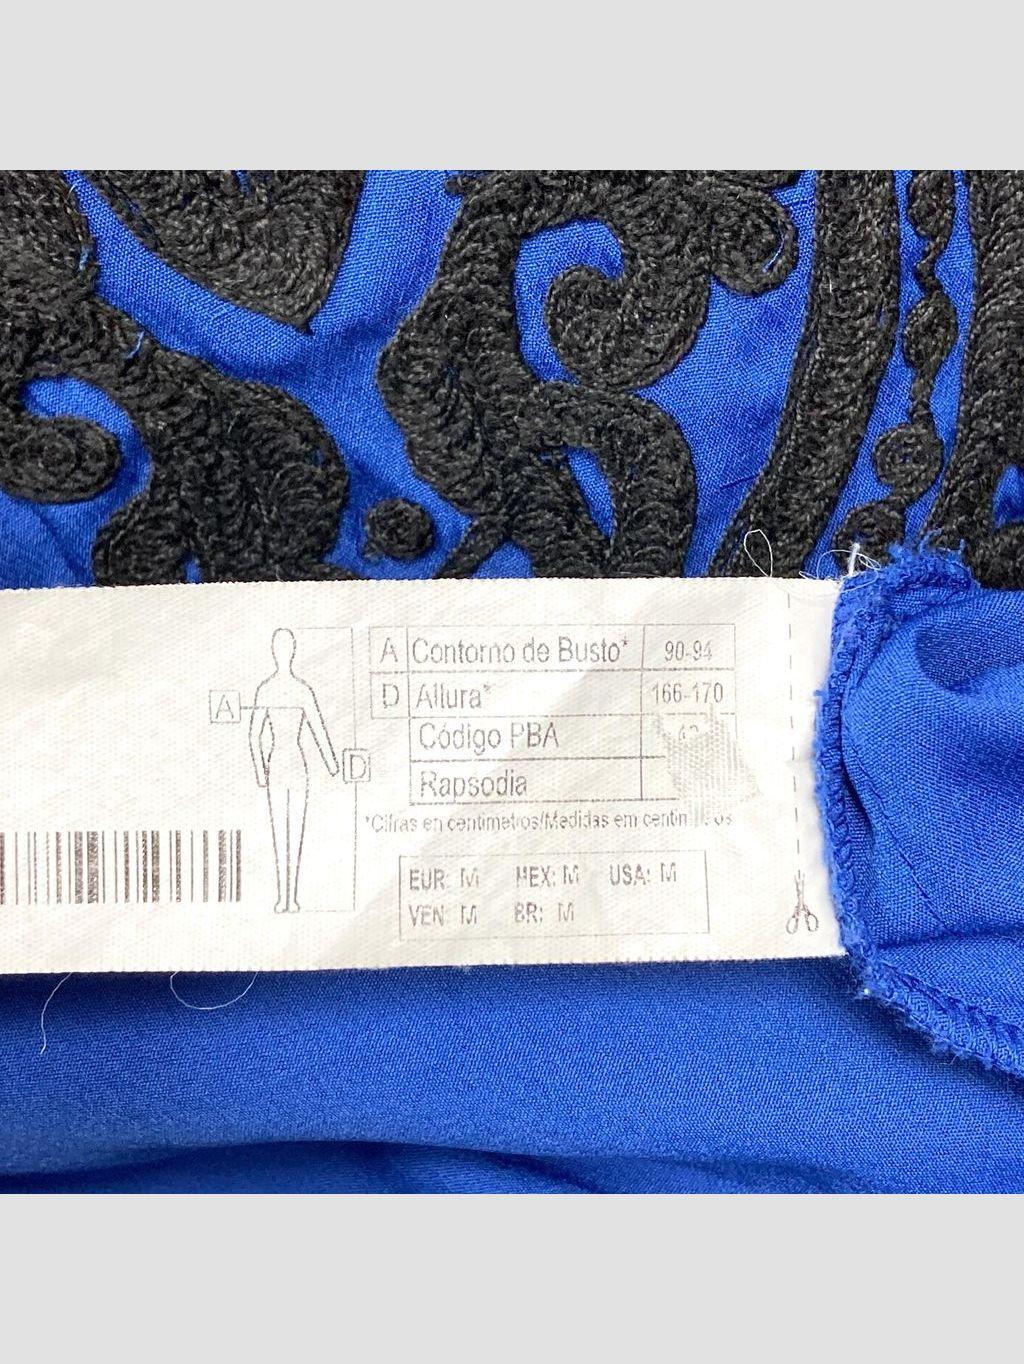 A Contorno de Busto* 90-94
D Altura* 166-170
Código PBA
Rapsodia
A
D
*Cifras en centimetros/Medidas em
EUR: M MEX: M USA: M
VEN: M BR: M